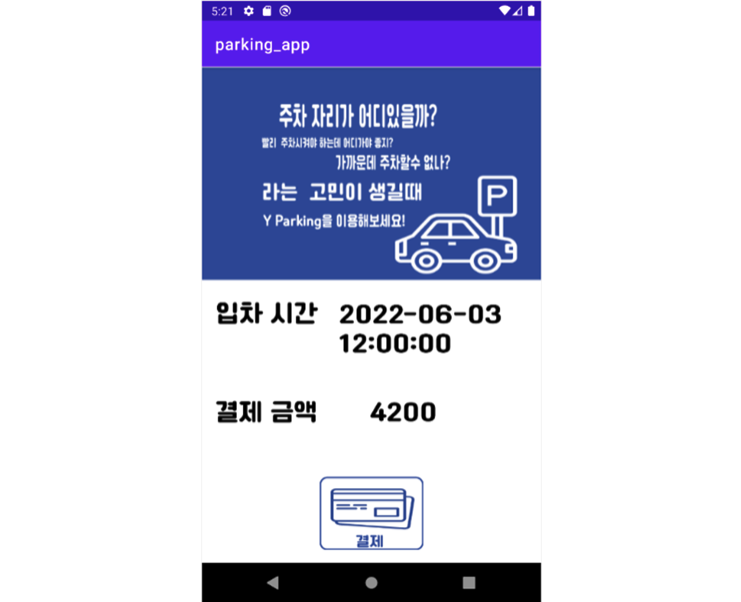 5:21
parking_app
주차 자리가 어디있을까?
빨리 주차시켜야 하는데 어디가야 좋지?
가까운데 주차할수 없나?
라는 고민이 생길때
Y Parking을 이용해보세요!
P
입차 시간 2022-06-03
12:00:00
결제 금액 4200
결제